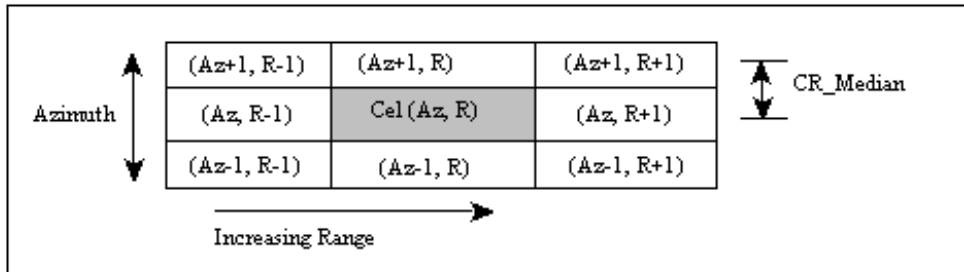 (Az+1, R-1) (Az+1, R) (Az+1, R+1)
CR_Median
Azimuth (Az, R-1) Cel (Az, R) (Az, R+1)
(Az-1, R-1) (Az-1, R) (Az-1, R+1)
Increasing Range